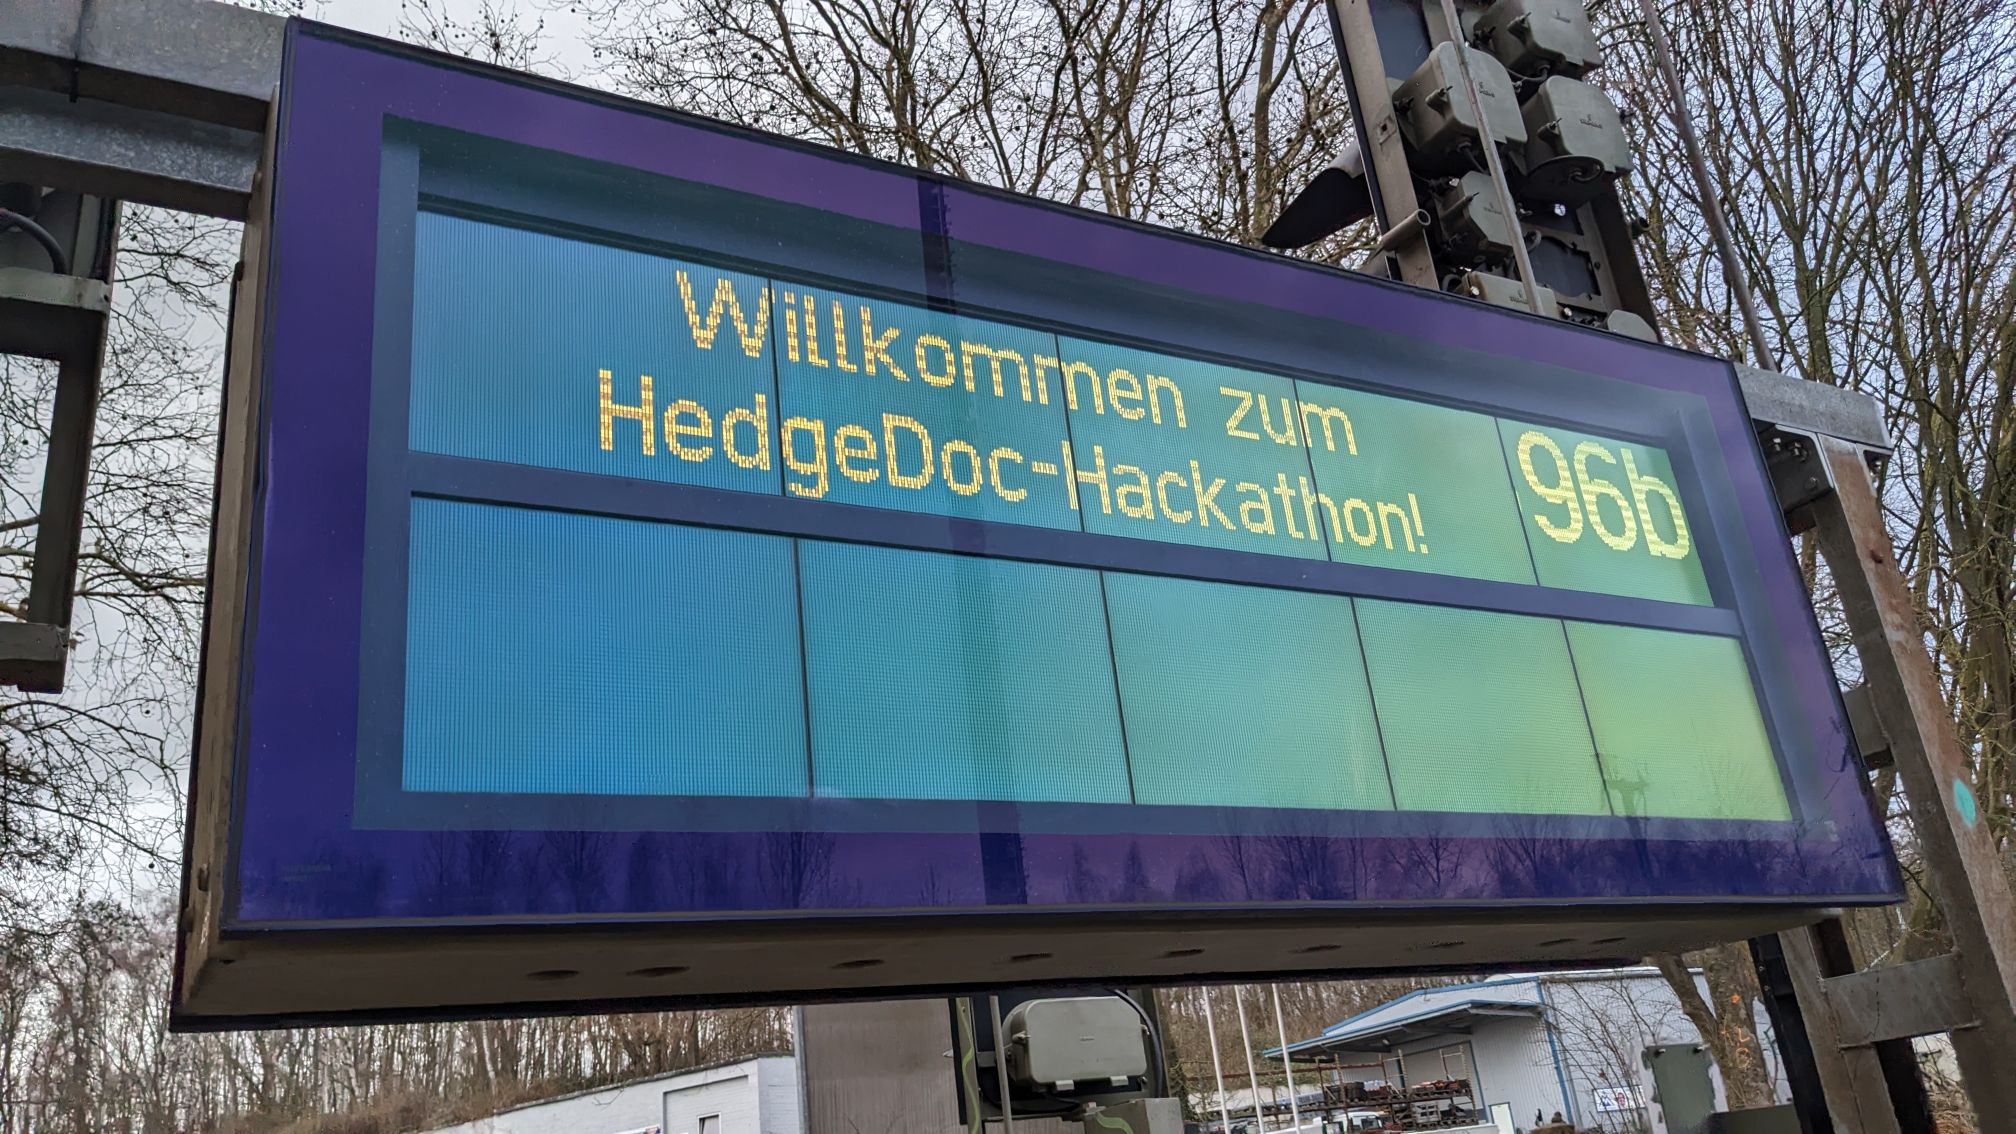 Willkommen zum
HedgeDoc-Hackathon!
96b